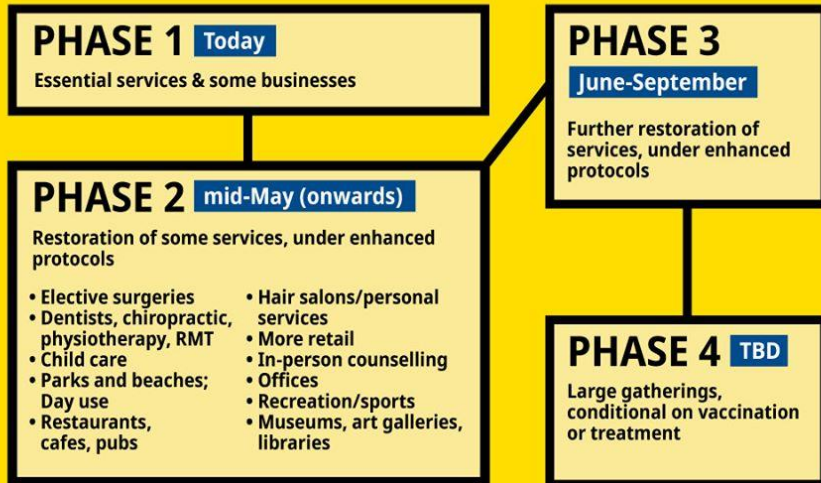 PHASE 1 Today
Essential services & some businesses
PHASE 2 mid-May (onwards)
Restoration of some services, under enhanced
protocols
• Elective surgeries
• Dentists, chiropractic,
physiotherapy, RMT
• Child care
• Parks and beaches;
Day use
• Restaurants,
cafes, pubs
• Hair salons/personal
services
• More retail
• In-person counselling
• Offices
• Recreation/sports
• Museums, art galleries,
libraries
PHASE 3
June-September
Further restoration of
services, under enhanced
protocols
PHASE 4 TBD
Large gatherings,
conditional on vaccination
or treatment